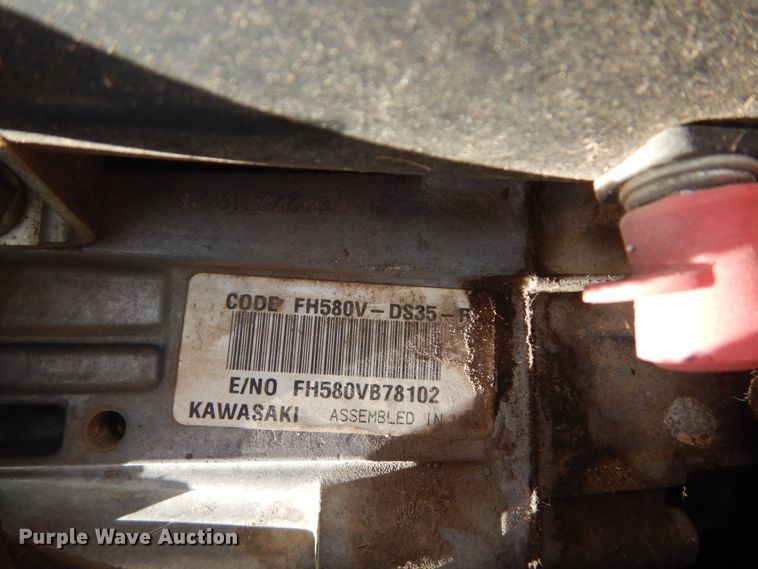 CODE FH580V-DS35-R
E/NO FH580VB78102
KAWASAKI ASSEMBLED IN
Purple Wave Auction